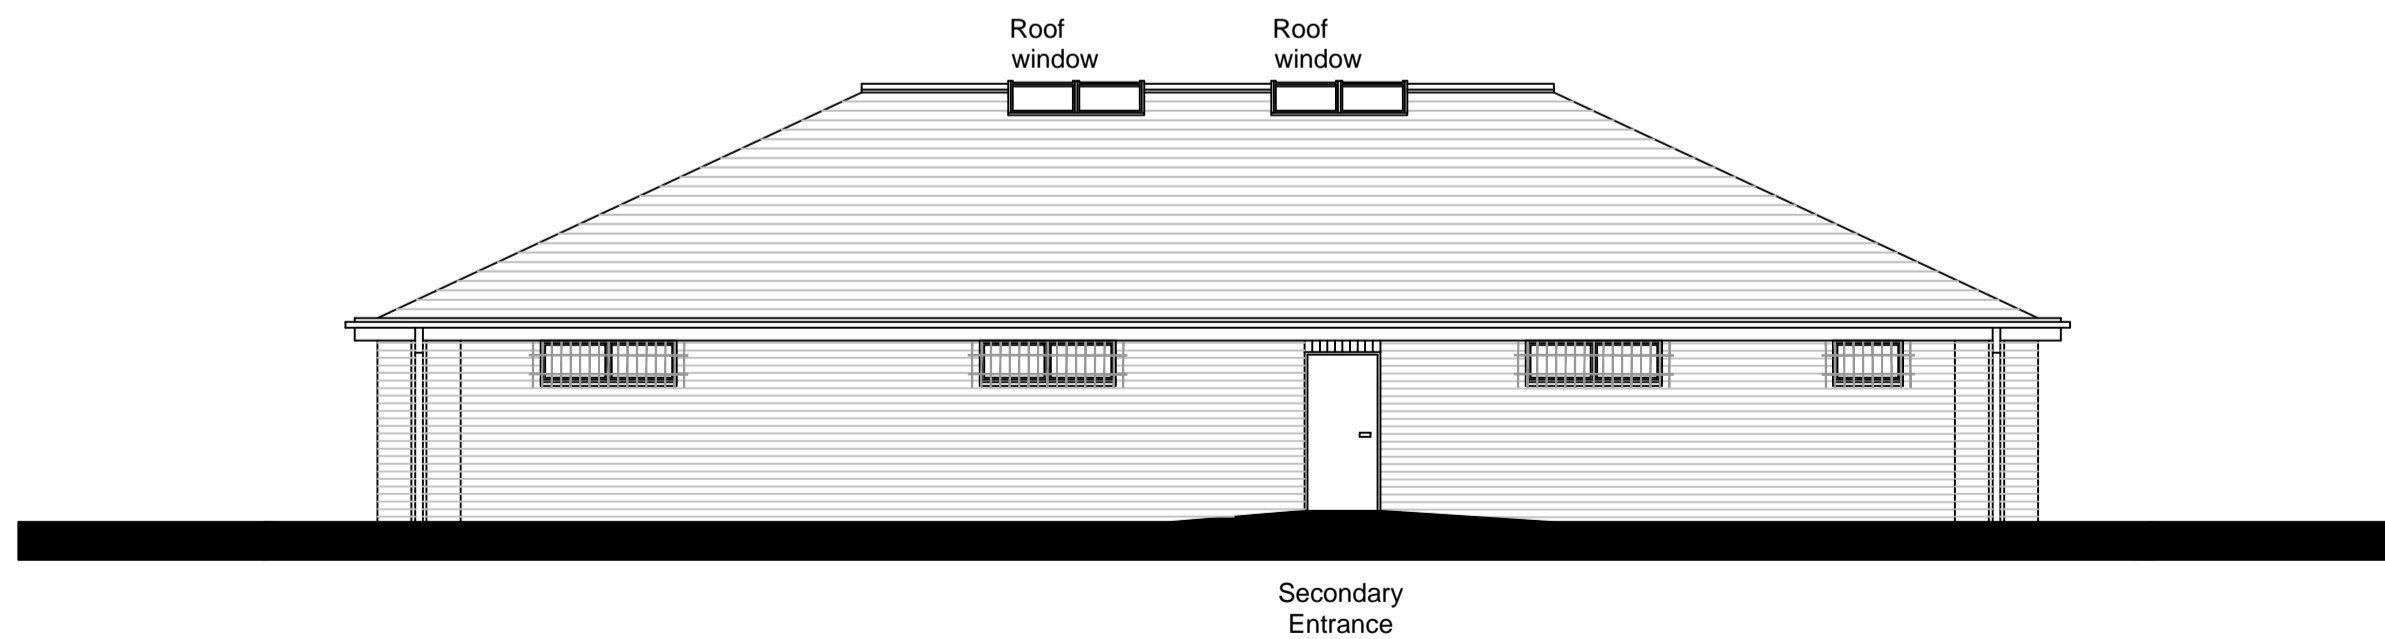 Roof
window
Roof
window
Secondary
Entrance